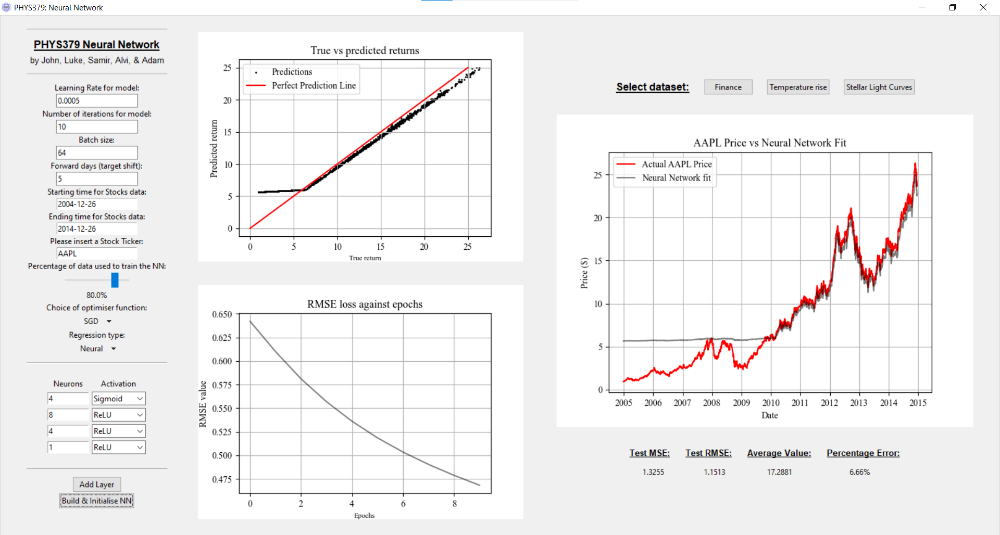 PHYS379: Neural Network
PHYS379 Neural Network
by John, Luke, Samir, Alvi, & Adam
Learning Rate for model:
0.0005
Number of iterations for model:
10
Batch size:
64
Forward days (target shift):
5
Starting time for Stocks data:
2004-12-26
Ending time for Stocks data:
2014-12-26
Please insert a Stock Ticker:
AAPL
Percentage of data used to train the NN:
80.0%
Choice of optimiser function:
SGD
Regression type:
Neural
Neurons Activation
4 Sigmoid
8 ReLU
4 ReLU
1 ReLU
Add Layer
Build & Initialise NN
True vs predicted returns
Predictions
Perfect Prediction Line
Predicted return
25
20
15
10
5
0
0 5 10 15 20 25
True return
RMSE loss against epochs
RMSE value
0.650
0.625
0.600
0.575
0.550
0.525
0.500
0.475
0 2 4 6 8
Epochs
Select dataset: Finance Temperature rise Stellar Light Curves
AAPL Price vs Neural Network Fit
Actual AAPL Price
Neural Network fit
Price ($)
25
20
15
10
5
0
2005 2006 2007 2008 2009 2010 2011 2012 2013 2014 2015
Date
Test MSE: Test RMSE: Average Value: Percentage Error:
1.3255 1.1513 17.2881 6.66%